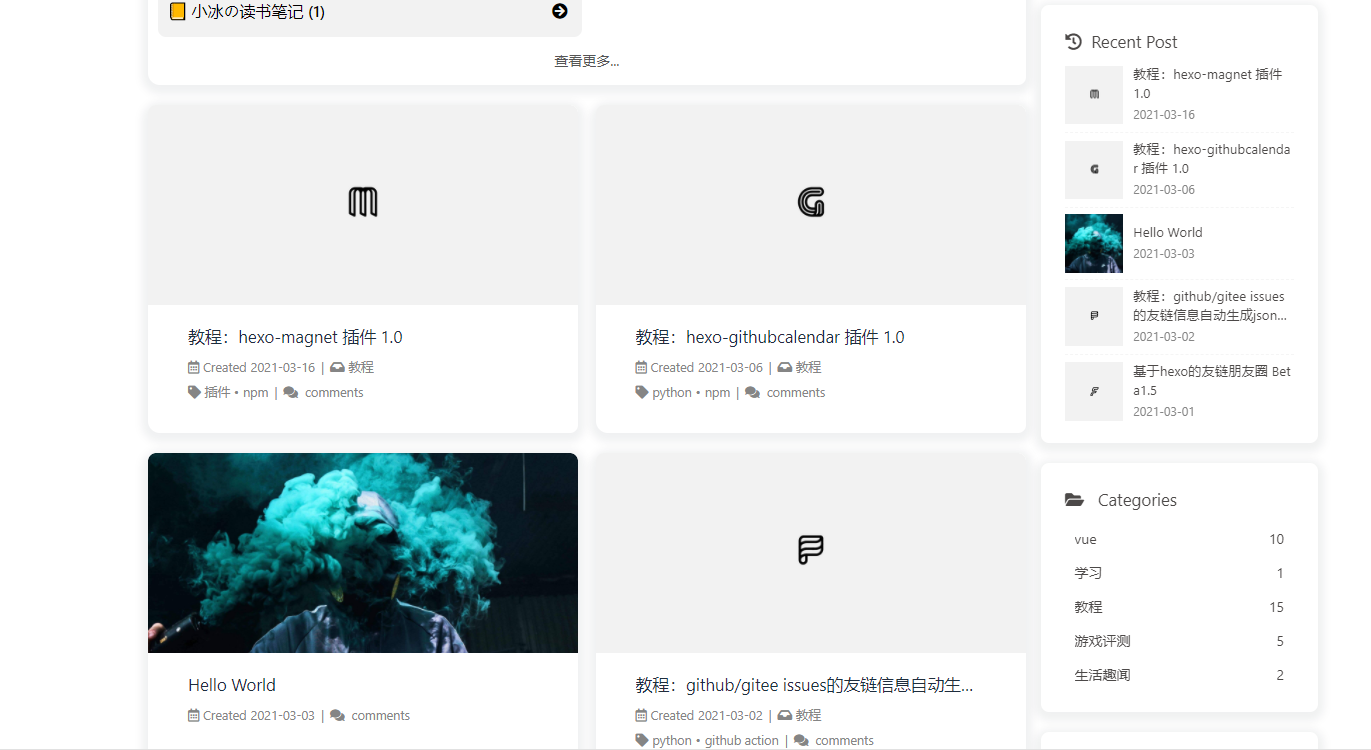 小冰の读书笔记 (1)
查看更多...
M
教程：hexo-magnet 插件 1.0
Created 2021-03-16 | 教程
插件 • npm | comments
G
教程：hexo-githubcalendar 插件 1.0
Created 2021-03-06 | 教程
python • npm | comments
Hello World
Created 2021-03-03 | comments
F
教程：github/gitee issues的友链信息自动生...
Created 2021-03-02 | 教程
python • github action | comments
Recent Post
M
教程：hexo-magnet 插件
1.0
2021-03-16
G
教程：hexo-githubcalenda
r 插件 1.0
2021-03-06
Hello World
2021-03-03
F
教程：github/gitee issues
的友链信息自动生成json...
2021-03-02
F
基于hexo的友链朋友圈 Bet
a1.5
2021-03-01
Categories
vue 10
学习 1
教程 15
游戏评测 5
生活趣闻 2